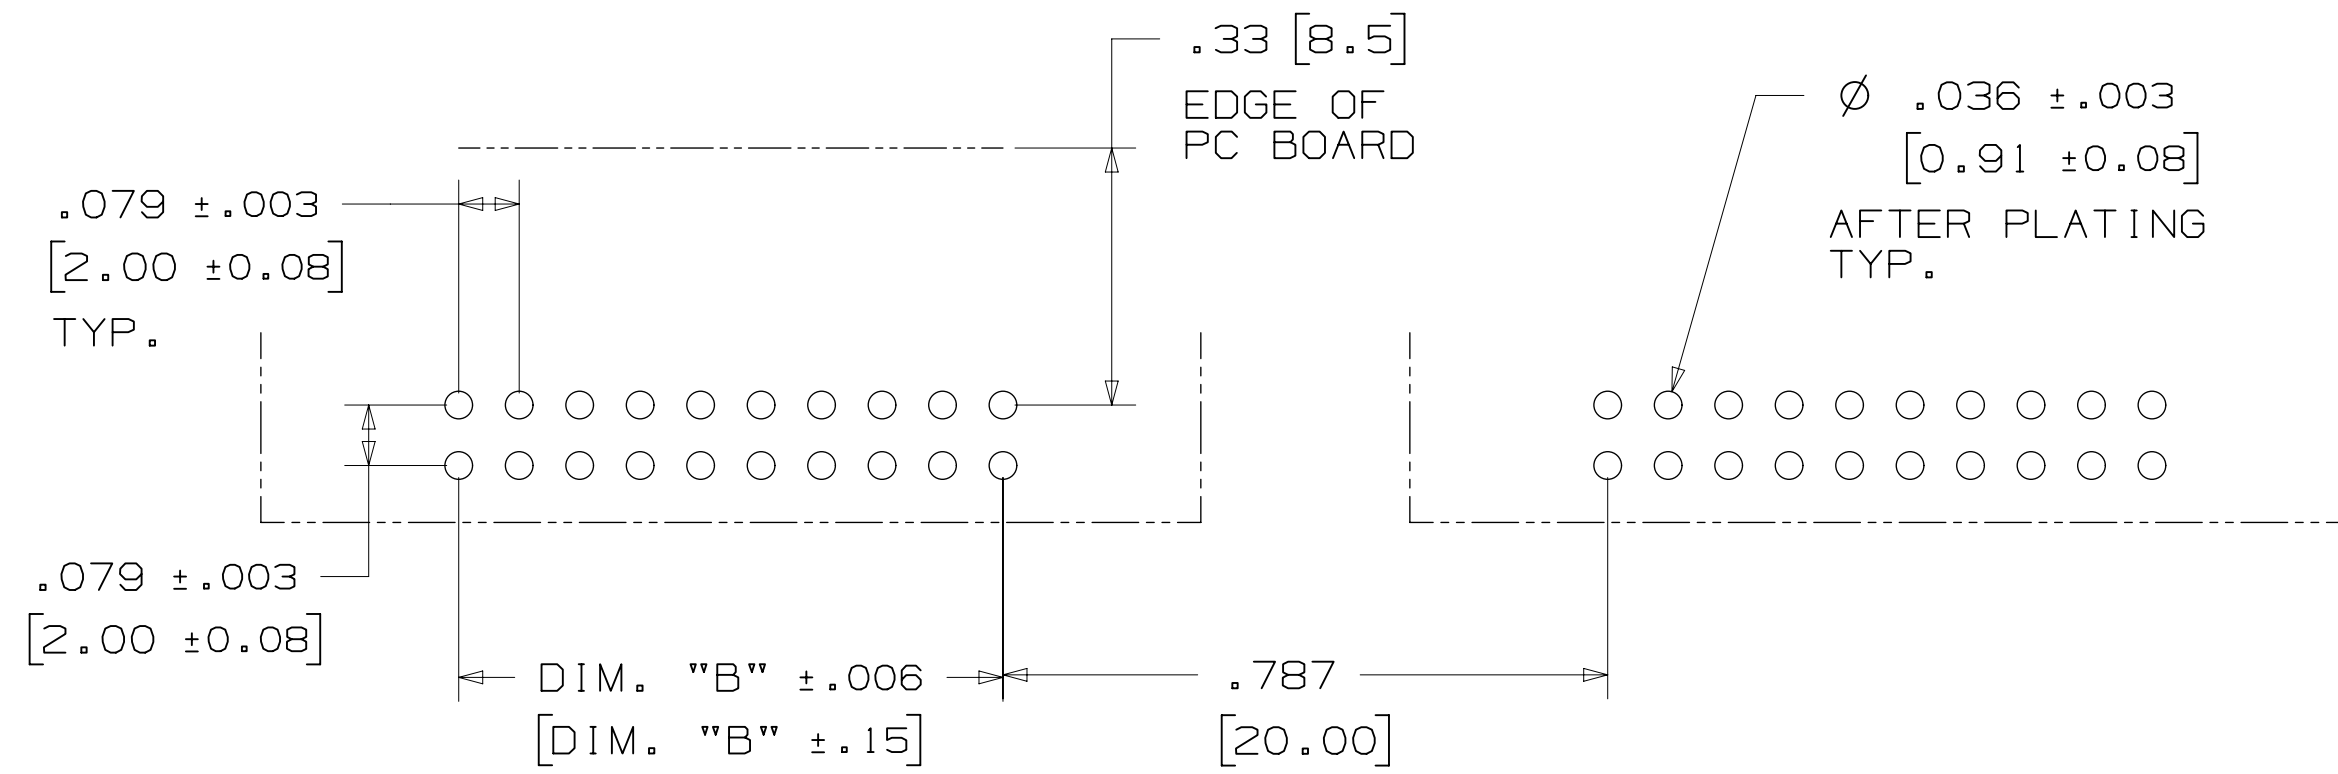 .33 [8.5]
EDGE OF
PC BOARD
Ø .036 ±.003
[0.91 ±0.08]
AFTER PLATING
TYP.
.079 ±.003
[2.00 ±0.08]
TYP.
.079 ±.003
[2.00 ±0.08]
DIM. "B" ±.006
[DIM. "B" ±.15]
.787
[20.00]